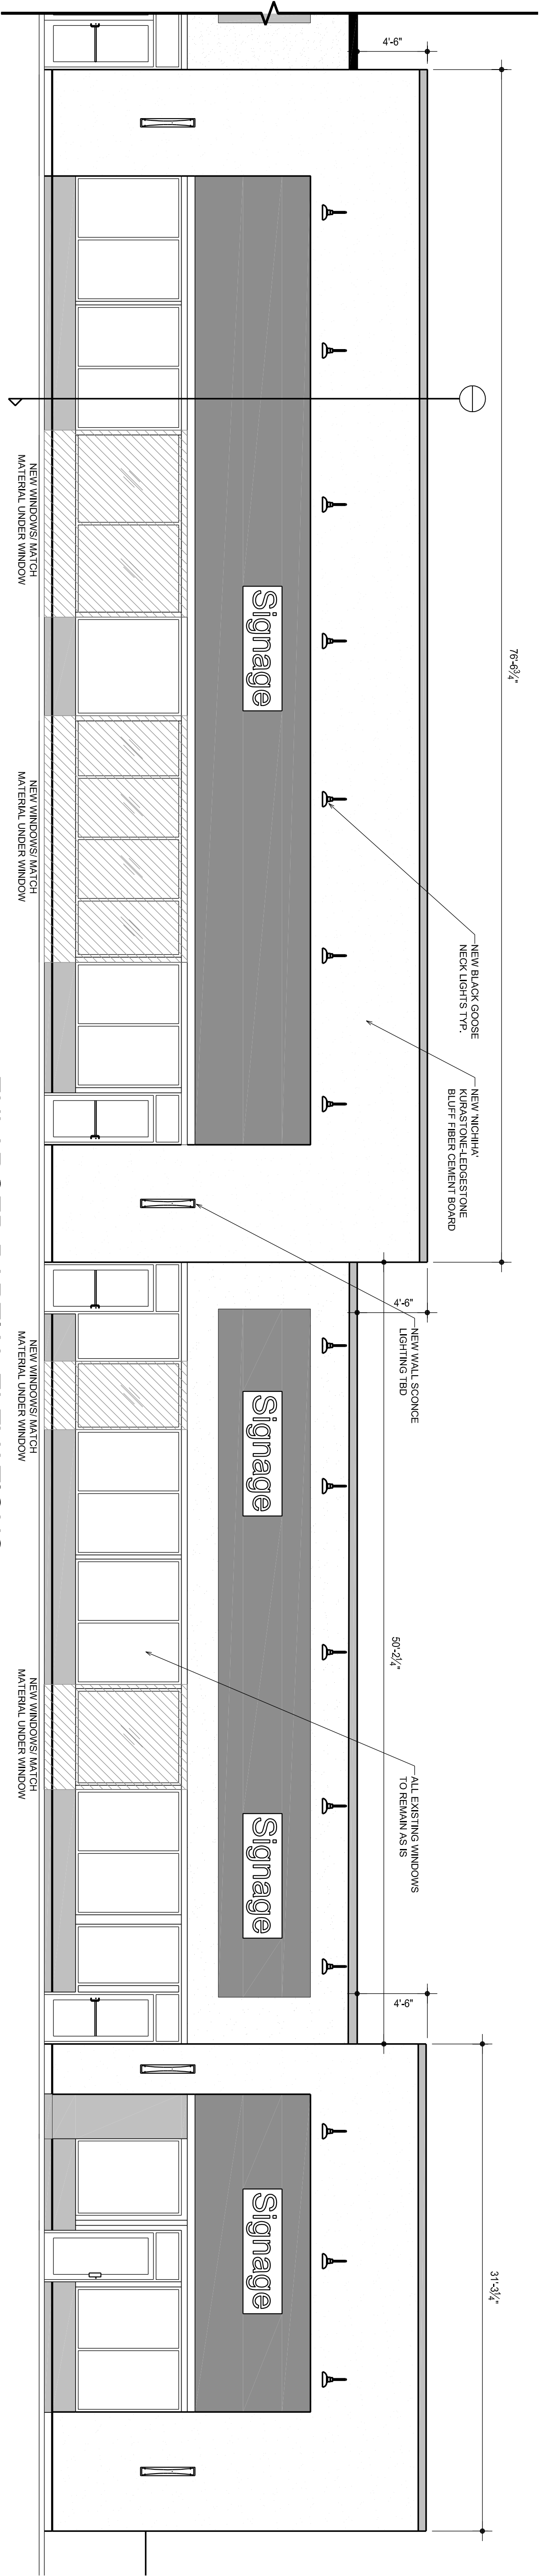 4'-6"
76'-6¾"
NEW BLACK GOOSE
NECK LIGHTS TYP.
NEW 'NICHIHA'
KURASTONE-LEDGESTONE
BLUFF FIBER CEMENT BOARD
Signage
NEW WINDOWS/ MATCH
MATERIAL UNDER WINDOW
NEW WINDOWS/ MATCH
MATERIAL UNDER WINDOW
4'-6"
NEW WALL SCONCE
LIGHTING TBD
50'-2¼"
ALL EXISTING WINDOWS
TO REMAIN AS IS
4'-6"
Signage
Signage
NEW WINDOWS/ MATCH
MATERIAL UNDER WINDOW
NEW WINDOWS/ MATCH
MATERIAL UNDER WINDOW
31'-3¼"
Signage